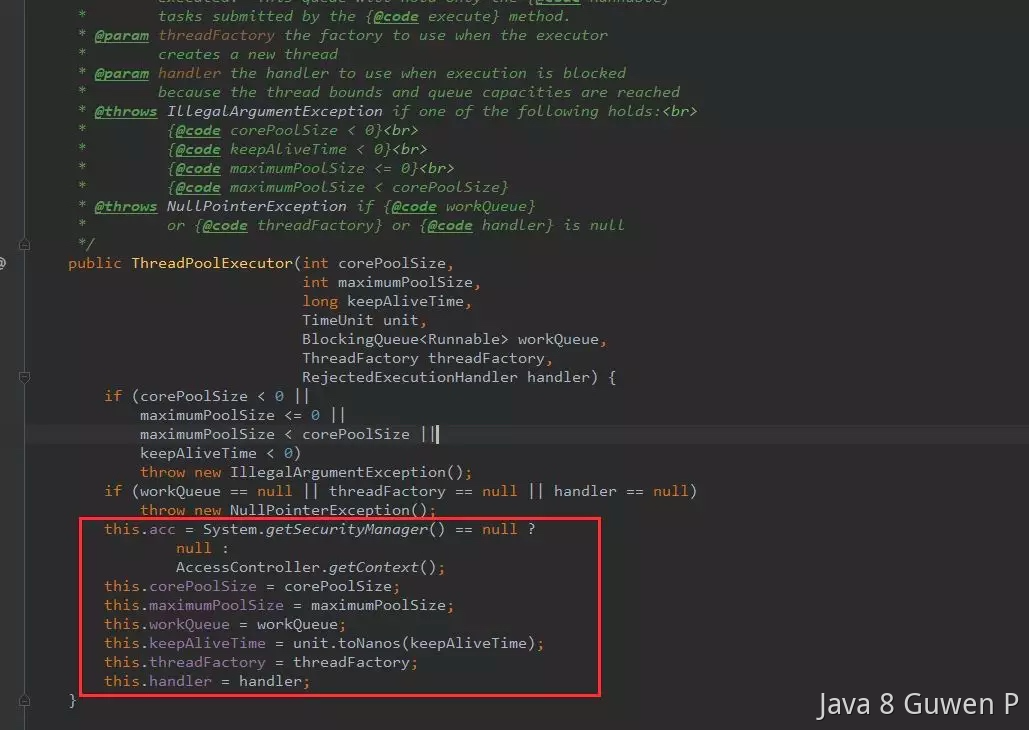 executed. This queue will hold only the {@code Runnable}
* tasks submitted by the {@code execute} method.
* @param threadFactory the factory to use when the executor
* creates a new thread
* @param handler the handler to use when execution is blocked
* because the thread bounds and queue capacities are reached
* @throws IllegalArgumentException if one of the following holds:<br>
* {@code corePoolSize < 0}<br>
* {@code keepAliveTime < 0}<br>
* {@code maximumPoolSize <= 0}<br>
* {@code maximumPoolSize < corePoolSize}
* @throws NullPointerException if {@code workQueue}
* or {@code threadFactory} or {@code handler} is null
*/
@ public ThreadPoolExecutor(int corePoolSize,
int maximumPoolSize,
long keepAliveTime,
TimeUnit unit,
BlockingQueue<Runnable> workQueue,
ThreadFactory threadFactory,
RejectedExecutionHandler handler) {
if (corePoolSize < 0 ||
maximumPoolSize <= 0 ||
maximumPoolSize < corePoolSize ||
keepAliveTime < 0)
throw new IllegalArgumentException();
if (workQueue == null || threadFactory == null || handler == null)
throw new NullPointerException();
this.acc = System.getSecurityManager() == null ?
null :
AccessController.getContext();
this.corePoolSize = corePoolSize;
this.maximumPoolSize = maximumPoolSize;
this.workQueue = workQueue;
this.keepAliveTime = unit.toNanos(keepAliveTime);
this.threadFactory = threadFactory;
this.handler = handler;
}
Java 8 Guwen P